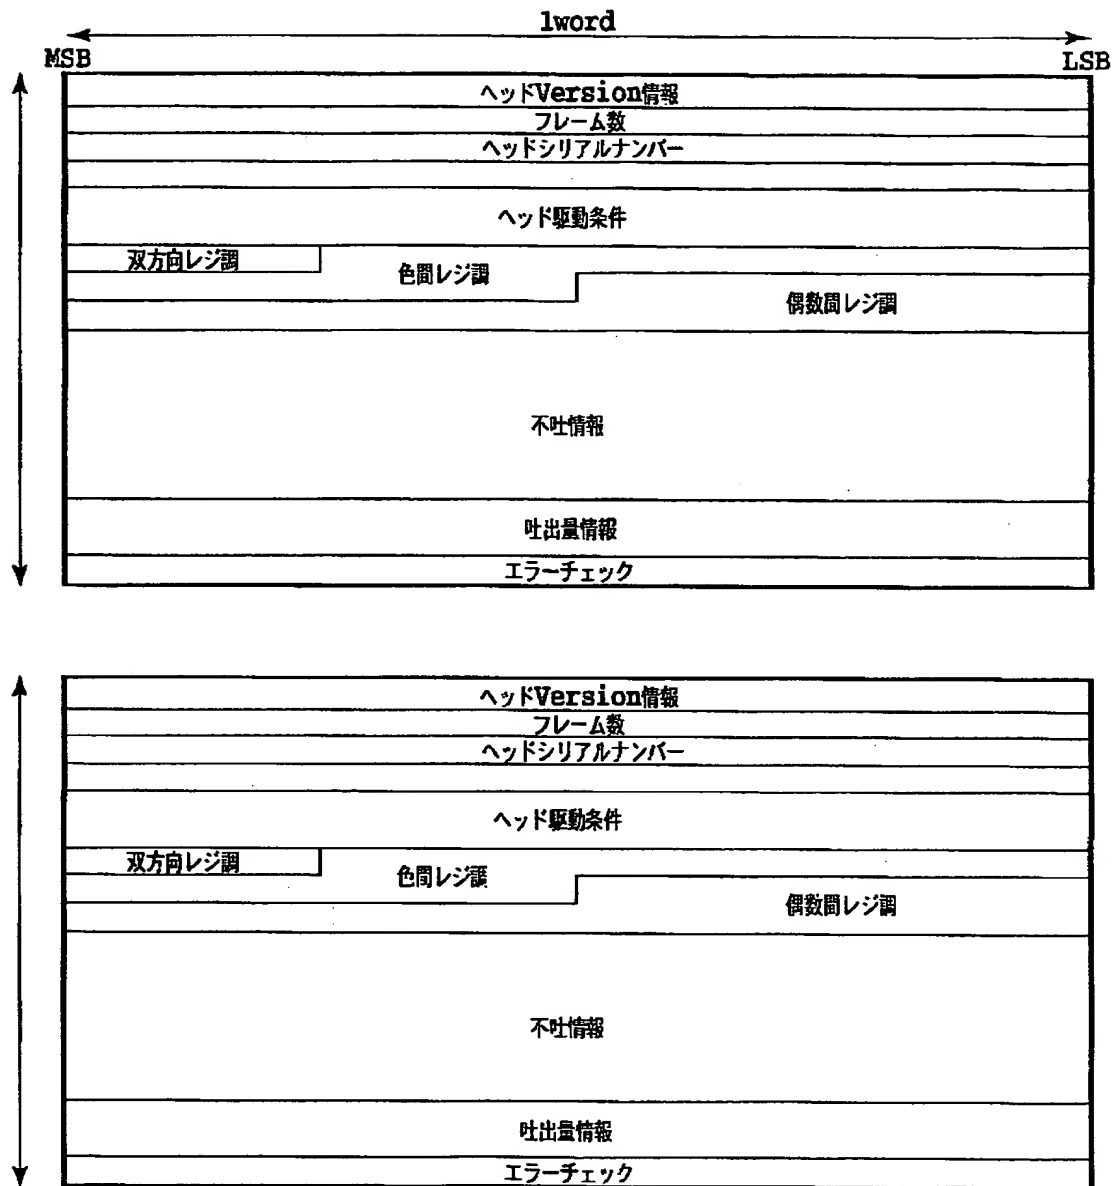 1word
MSB
LSB
ヘッドVersion情報
フレーム数
ヘッドシリアルナンバー
ヘッド駆動条件
双方向レジ調
色間レジ調
偶数間レジ調
不吐情報
吐出量情報
エラーチェック
ヘッドVersion情報
フレーム数
ヘッドシリアルナンバー
ヘッド駆動条件
双方向レジ調
色間レジ調
偶数間レジ調
不吐情報
吐出量情報
エラーチェック